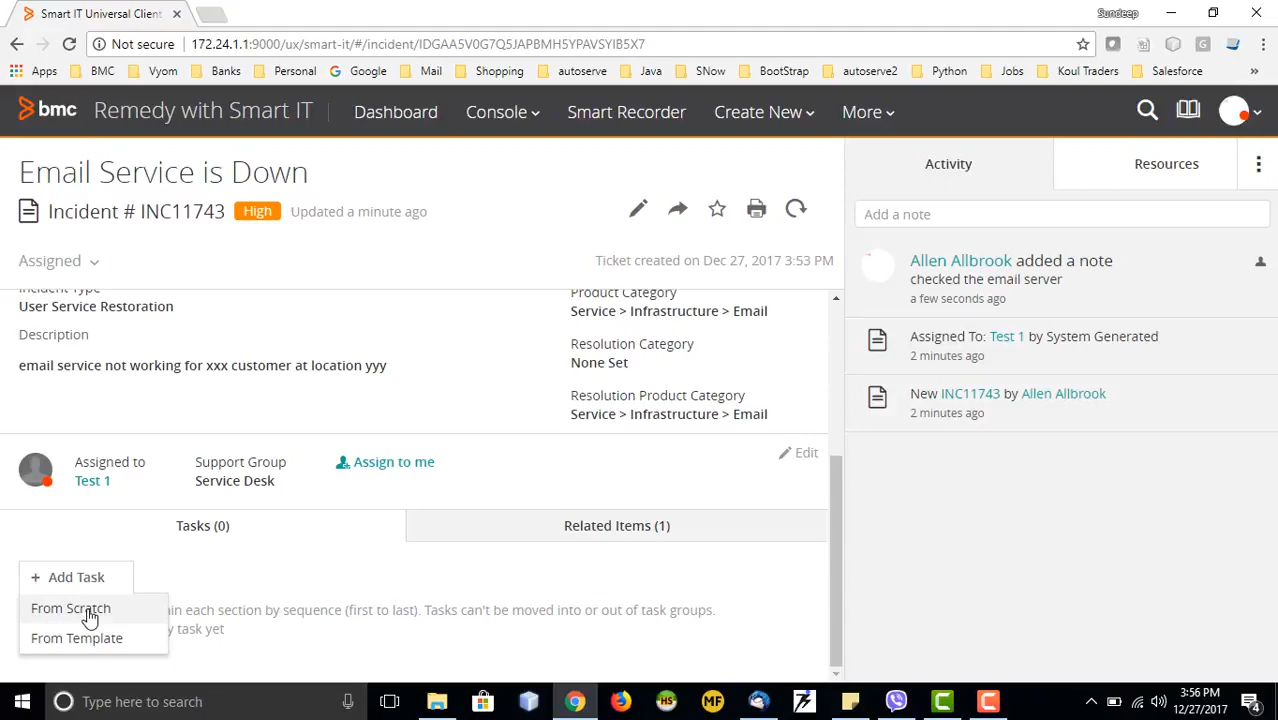 Smart IT Universal Client
Sundeep
Not secure 172.24.1.1:9000/ux/smart-it/#/incident/IDGAA5V0G7Q5JAPBMH5YPAVSYIB5X7
Apps BMC Vyom Banks Personal Google Mail Shopping autoserve Java SNow BootStrap autoserve2 Python Jobs Koul Traders Salesforce »
bmc Remedy with Smart IT Dashboard Console Smart Recorder Create New More
Email Service is Down
Incident # INC11743 High Updated a minute ago
Assigned
Ticket created on Dec 27, 2017 3:53 PM
Incident Type
User Service Restoration
Description
email service not working for xxx customer at location yyy
Product Category
Service > Infrastructure > Email
Resolution Category
None Set
Resolution Product Category
Service > Infrastructure > Email
Assigned to
Test 1
Support Group
Service Desk
Assign to me
Edit
Tasks (0)
Related Items (1)
+ Add Task
From Scratch
From Template
in each section by sequence (first to last). Tasks can't be moved into or out of task groups.
task yet
Activity
Resources
Add a note
Allen Allbrook added a note
checked the email server
a few seconds ago
Assigned To: Test 1 by System Generated
2 minutes ago
New INC11743 by Allen Allbrook
2 minutes ago
Type here to search
HS
MF
3:56 PM
12/27/2017
4